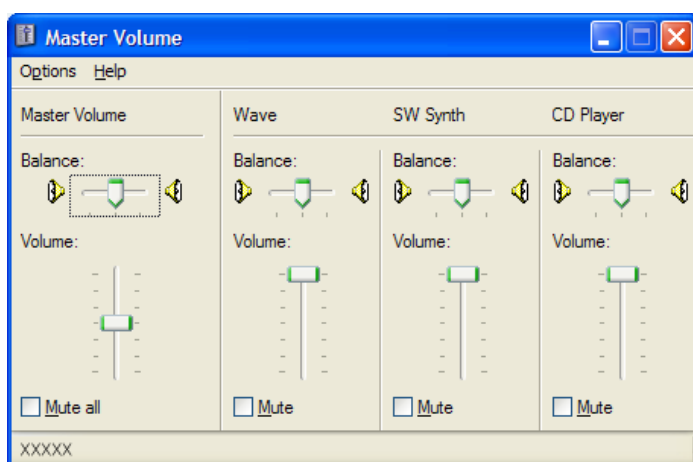 Master Volume
Options Help
Master Volume Wave SW Synth CD Player
Balance: Balance: Balance: Balance:
Volume: Volume: Volume: Volume:
Mute all Mute Mute Mute
XXXXX